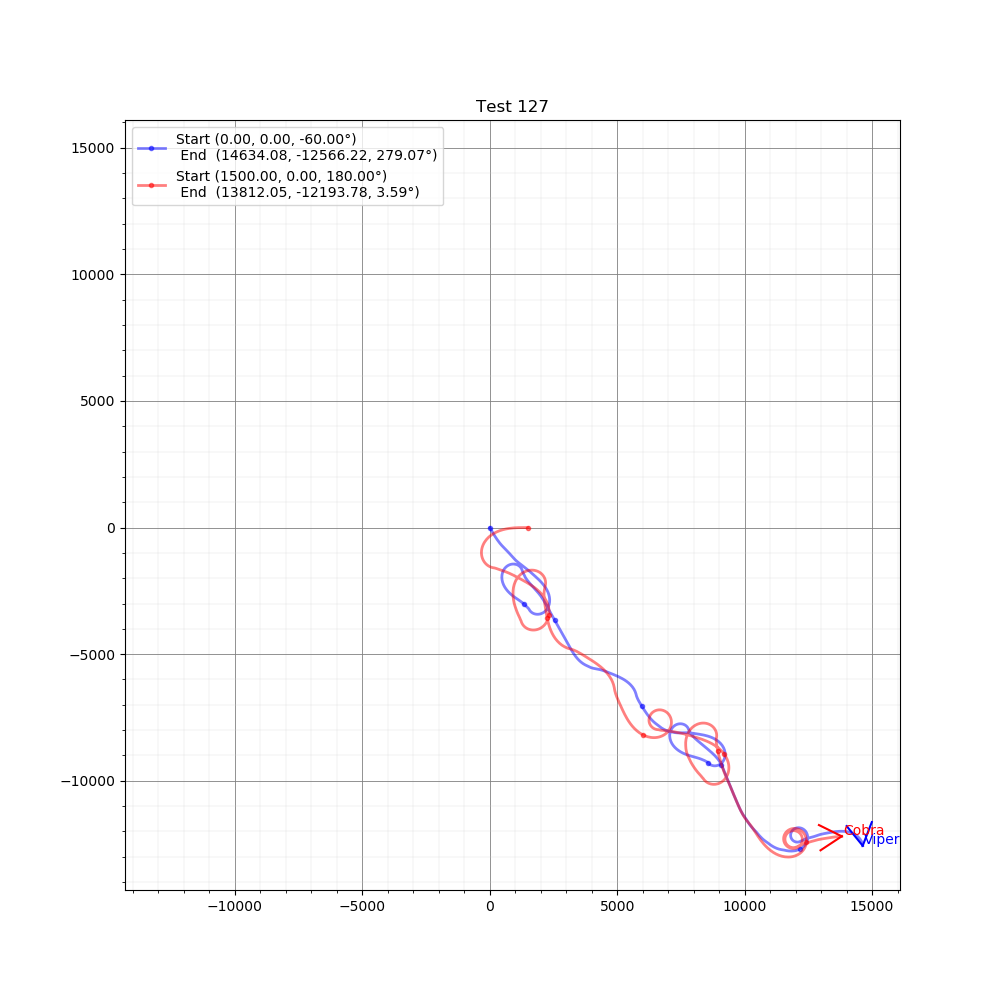 Test 127
Start (0.00, 0.00, -60.00°)
End  (14634.08, -12566.22, 279.07°)
Start (1500.00, 0.00, 180.00°)
End  (13812.05, -12193.78, 3.59°)
15000
10000
5000
0
−5000
−10000
Cobra
Viper
−10000
−5000
0
5000
10000
15000